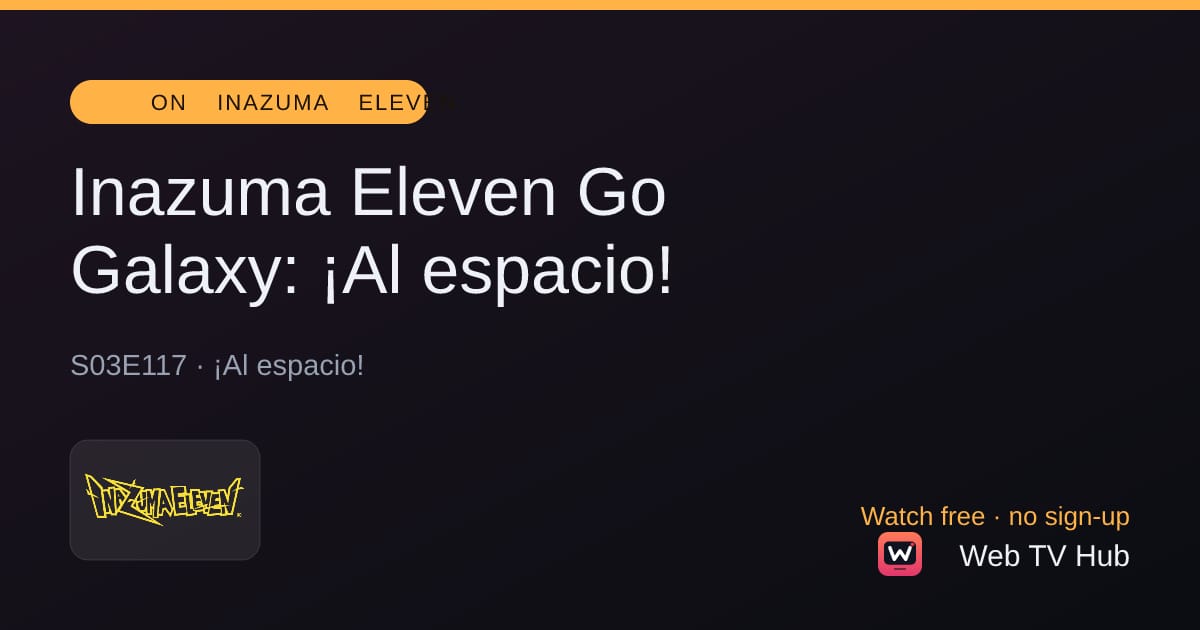 ON INAZUMA ELEVEN
Inazuma Eleven Go
Galaxy: ¡Al espacio!
S03E117 · ¡Al espacio!
INAZUMA ELEVEN
Watch free · no sign-up
W
Web TV Hub